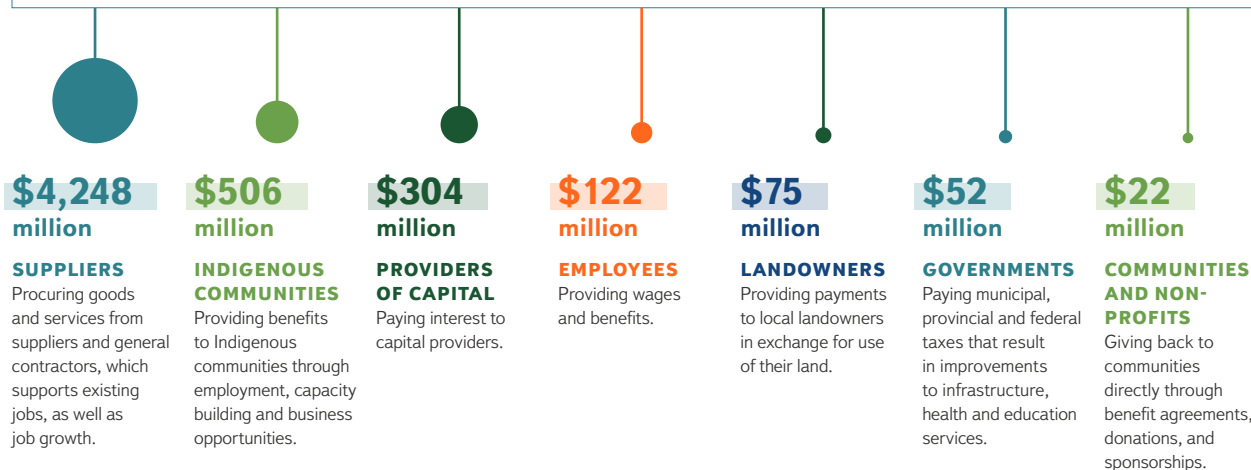 $4,248
million
SUPPLIERS
Procuring goods
and services from
suppliers and general
contractors, which
supports existing
jobs, as well as
job growth.
$506
million
INDIGENOUS
COMMUNITIES
Providing benefits
to Indigenous
communities through
employment, capacity
building and business
opportunities.
$304
million
PROVIDERS
OF CAPITAL
Paying interest to
capital providers.
$122
million
EMPLOYEES
Providing wages
and benefits.
$75
million
LANDOWNERS
Providing payments
to local landowners
in exchange for use
of their land.
$52
million
GOVERNMENTS
Paying municipal,
provincial and federal
taxes that result
in improvements
to infrastructure,
health and education
services.
$22
million
COMMUNITIES
AND NON-
PROFITS
Giving back to
communities
directly through
benefit agreements,
donations, and
sponsorships.